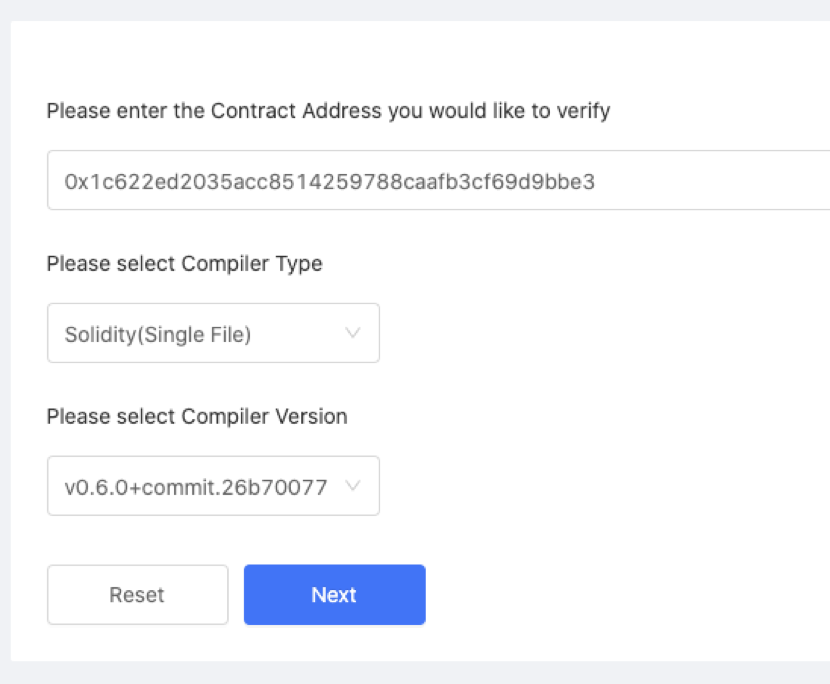 Please enter the Contract Address you would like to verify
0x1c622ed2035acc8514259788caafb3cf69d9bbe3
Please select Compiler Type
Solidity(Single File)
Please select Compiler Version
v0.6.0+commit.26b70077
Reset
Next